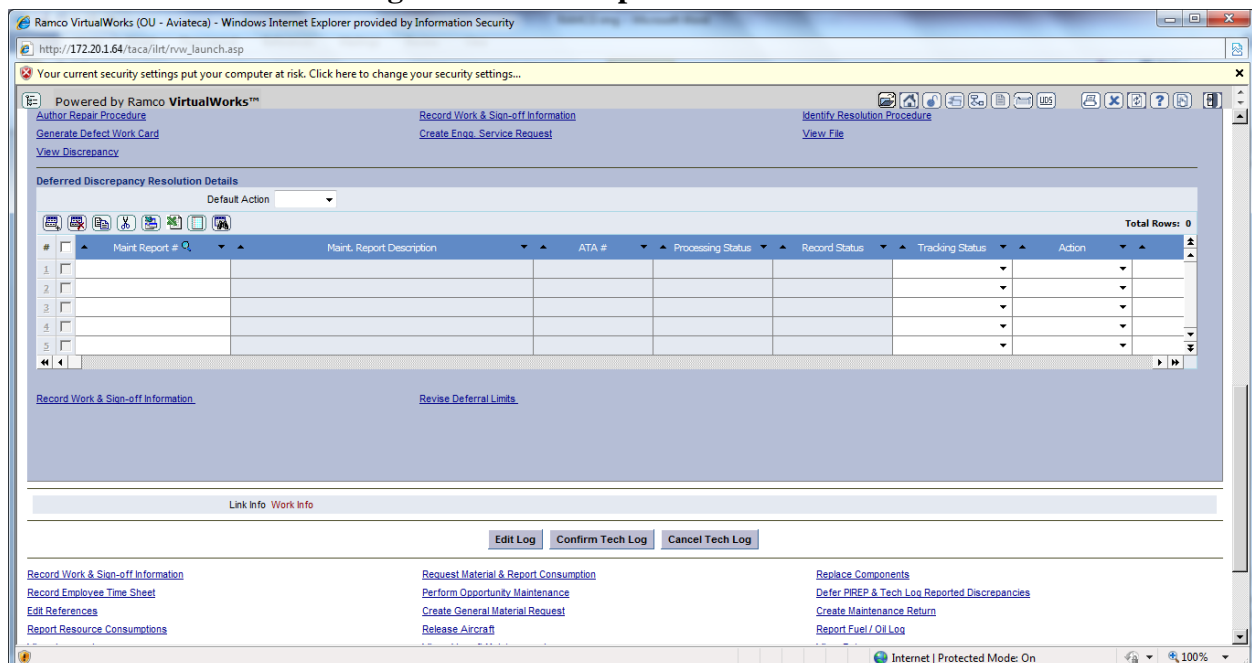 Ramco VirtualWorks (OU - Aviateca) - Windows Internet Explorer provided by Information Security
http://172.20.1.64/taca/ilrt/rvw_launch.asp
Your current security settings put your computer at risk. Click here to change your security settings...
Powered by Ramco VirtualWorks™
UDS
Author Repair Procedure Record Work & Sign-off Information Identify Resolution Procedure
Generate Defect Work Card Create Engg. Service Request View File
View Discrepancy
Deferred Discrepancy Resolution Details
Default Action
Total Rows: 0
# Maint Report # Maint. Report Description ATA # Processing Status Record Status Tracking Status Action
1
2
3
4
5
Record Work & Sign-off Information Revise Deferral Limits
Link Info Work Info
Edit Log Confirm Tech Log Cancel Tech Log
Record Work & Sign-off Information Request Material & Report Consumption Replace Components
Record Employee Time Sheet Perform Opportunity Maintenance Defer PIREP & Tech Log Reported Discrepancies
Edit References Create General Material Request Create Maintenance Return
Report Resource Consumptions Release Aircraft Report Fuel / Oil Log
Internet | Protected Mode: On 100%